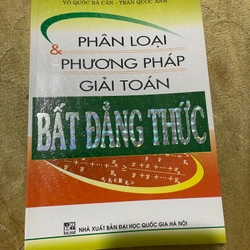 VÕ QUỐC BÁ CẨN - TRẦN QUỐC ANH
PHÂN LOẠI
& PHƯƠNG PHÁP
GIẢI TOÁN
BẤT ĐẲNG THỨC
NHÀ XUẤT BẢN ĐẠI HỌC QUỐC GIA HÀ NỘI